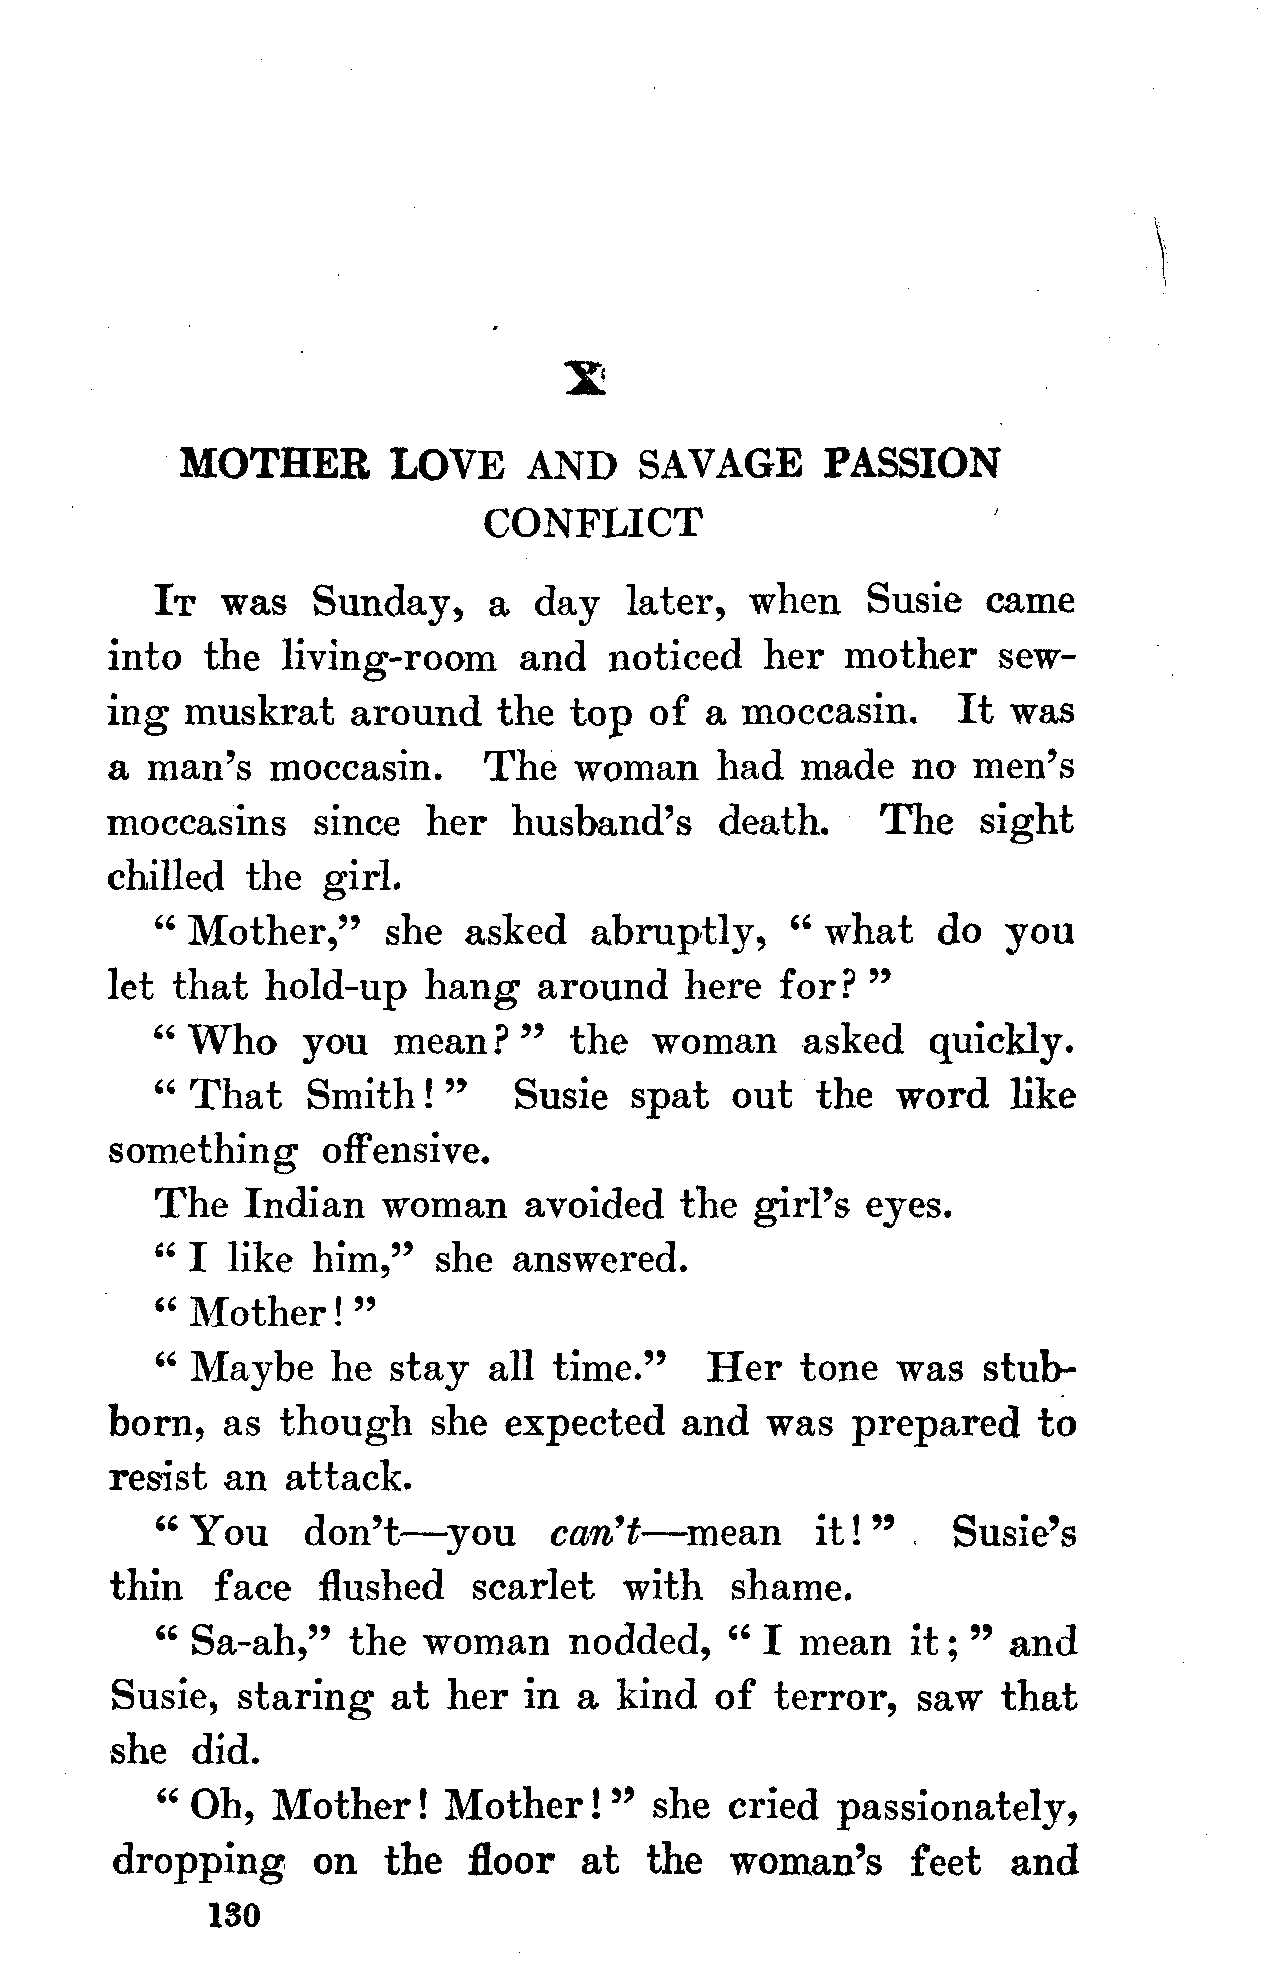 X
MOTHER LOVE AND SAVAGE PASSION
CONFLICT
IT was Sunday, a day later, when Susie came
into the living-room and noticed her mother sew-
ing muskrat around the top of a moccasin. It was
a man's moccasin. The woman had made no men's
moccasins since her husband's death. The sight
chilled the girl.
“ Mother,” she asked abruptly, “ what do you
let that hold-up hang around here for? ”
“ Who you mean? ” the woman asked quickly.
“ That Smith! ” Susie spat out the word like
something offensive.
The Indian woman avoided the girl's eyes.
“ I like him,” she answered.
“ Mother! ”
“ Maybe he stay all time.” Her tone was stub-
born, as though she expected and was prepared to
resist an attack.
“ You don't—you can't—mean it! ” Susie's
thin face flushed scarlet with shame.
“ Sa-ah,” the woman nodded, “ I mean it; ” and
Susie, staring at her in a kind of terror, saw that
she did.
“ Oh, Mother! Mother! ” she cried passionately,
dropping on the floor at the woman's feet and
130